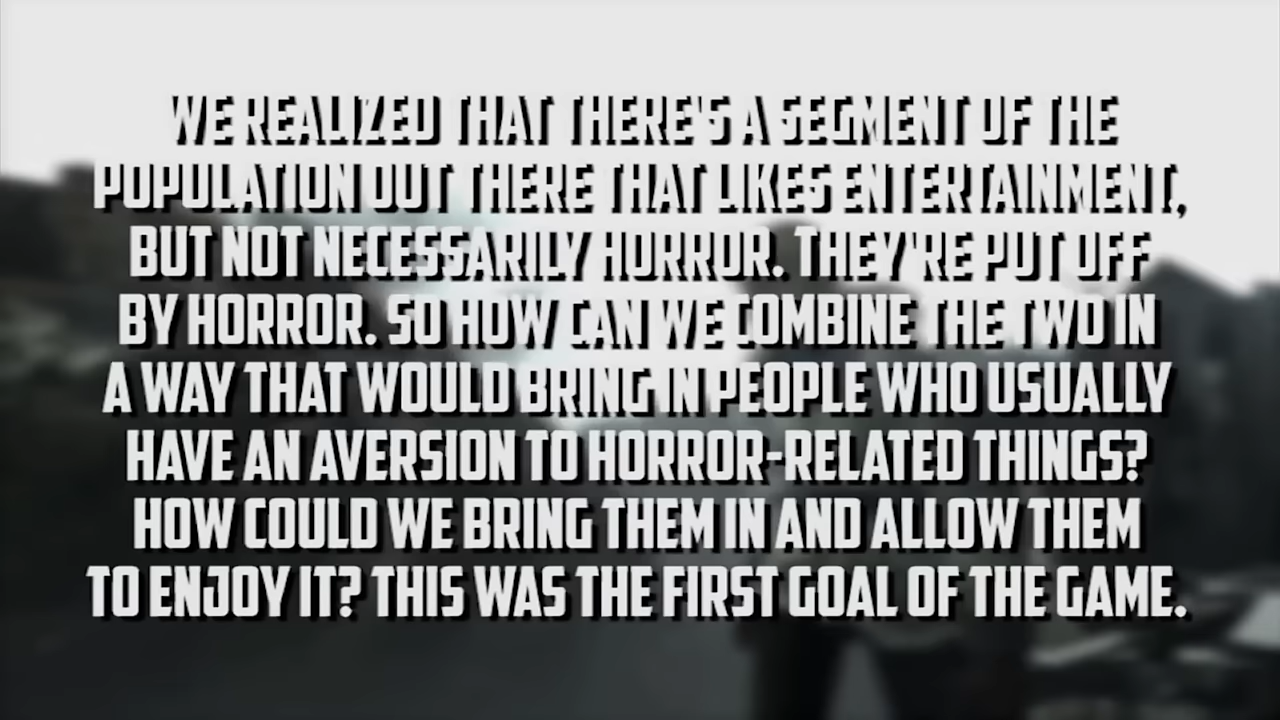 WE REALIZED THAT THERE'S A SEGMENT OF THE
POPULATION OUT THERE THAT LIKES ENTERTAINMENT,
BUT NOT NECESSARILY HORROR. THEY'RE PUT OFF
BY HORROR. SO HOW CAN WE COMBINE THE TWO IN
A WAY THAT WOULD BRING IN PEOPLE WHO USUALLY
HAVE AN AVERSION TO HORROR-RELATED THINGS?
HOW COULD WE BRING THEM IN AND ALLOW THEM
TO ENJOY IT? THIS WAS THE FIRST GOAL OF THE GAME.